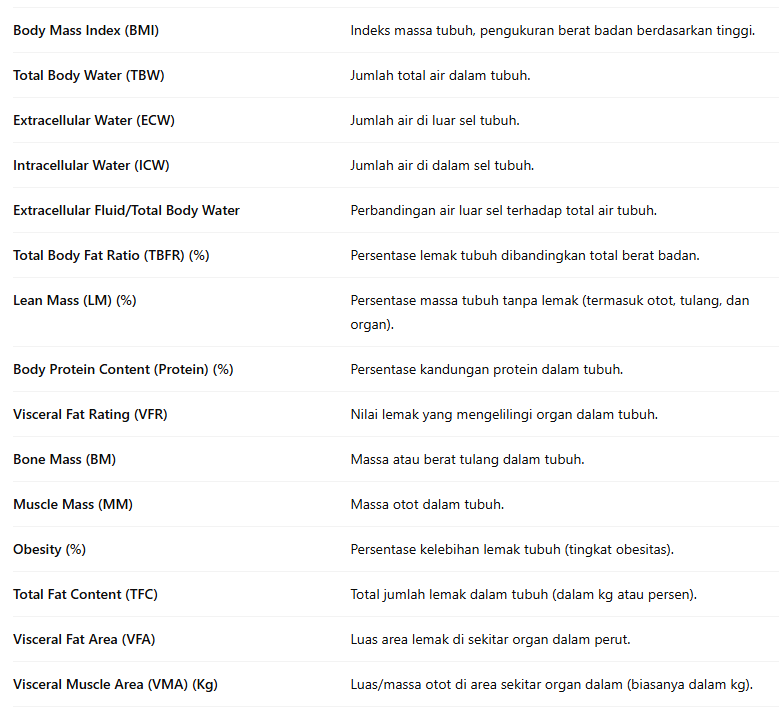 Body Mass Index (BMI) Indeks massa tubuh, pengukuran berat badan berdasarkan tinggi.
Total Body Water (TBW) Jumlah total air dalam tubuh.
Extracellular Water (ECW) Jumlah air di luar sel tubuh.
Intracellular Water (ICW) Jumlah air di dalam sel tubuh.
Extracellular Fluid/Total Body Water Perbandingan air luar sel terhadap total air tubuh.
Total Body Fat Ratio (TBFR) (%) Persentase lemak tubuh dibandingkan total berat badan.
Lean Mass (LM) (%) Persentase massa tubuh tanpa lemak (termasuk otot, tulang, dan
organ).
Body Protein Content (Protein) (%) Persentase kandungan protein dalam tubuh.
Visceral Fat Rating (VFR) Nilai lemak yang mengelilingi organ dalam tubuh.
Bone Mass (BM) Massa atau berat tulang dalam tubuh.
Muscle Mass (MM) Massa otot dalam tubuh.
Obesity (%) Persentase kelebihan lemak tubuh (tingkat obesitas).
Total Fat Content (TFC) Total jumlah lemak dalam tubuh (dalam kg atau persen).
Visceral Fat Area (VFA) Luas area lemak di sekitar organ dalam perut.
Visceral Muscle Area (VMA) (Kg) Luas/massa otot di area sekitar organ dalam (biasanya dalam kg).